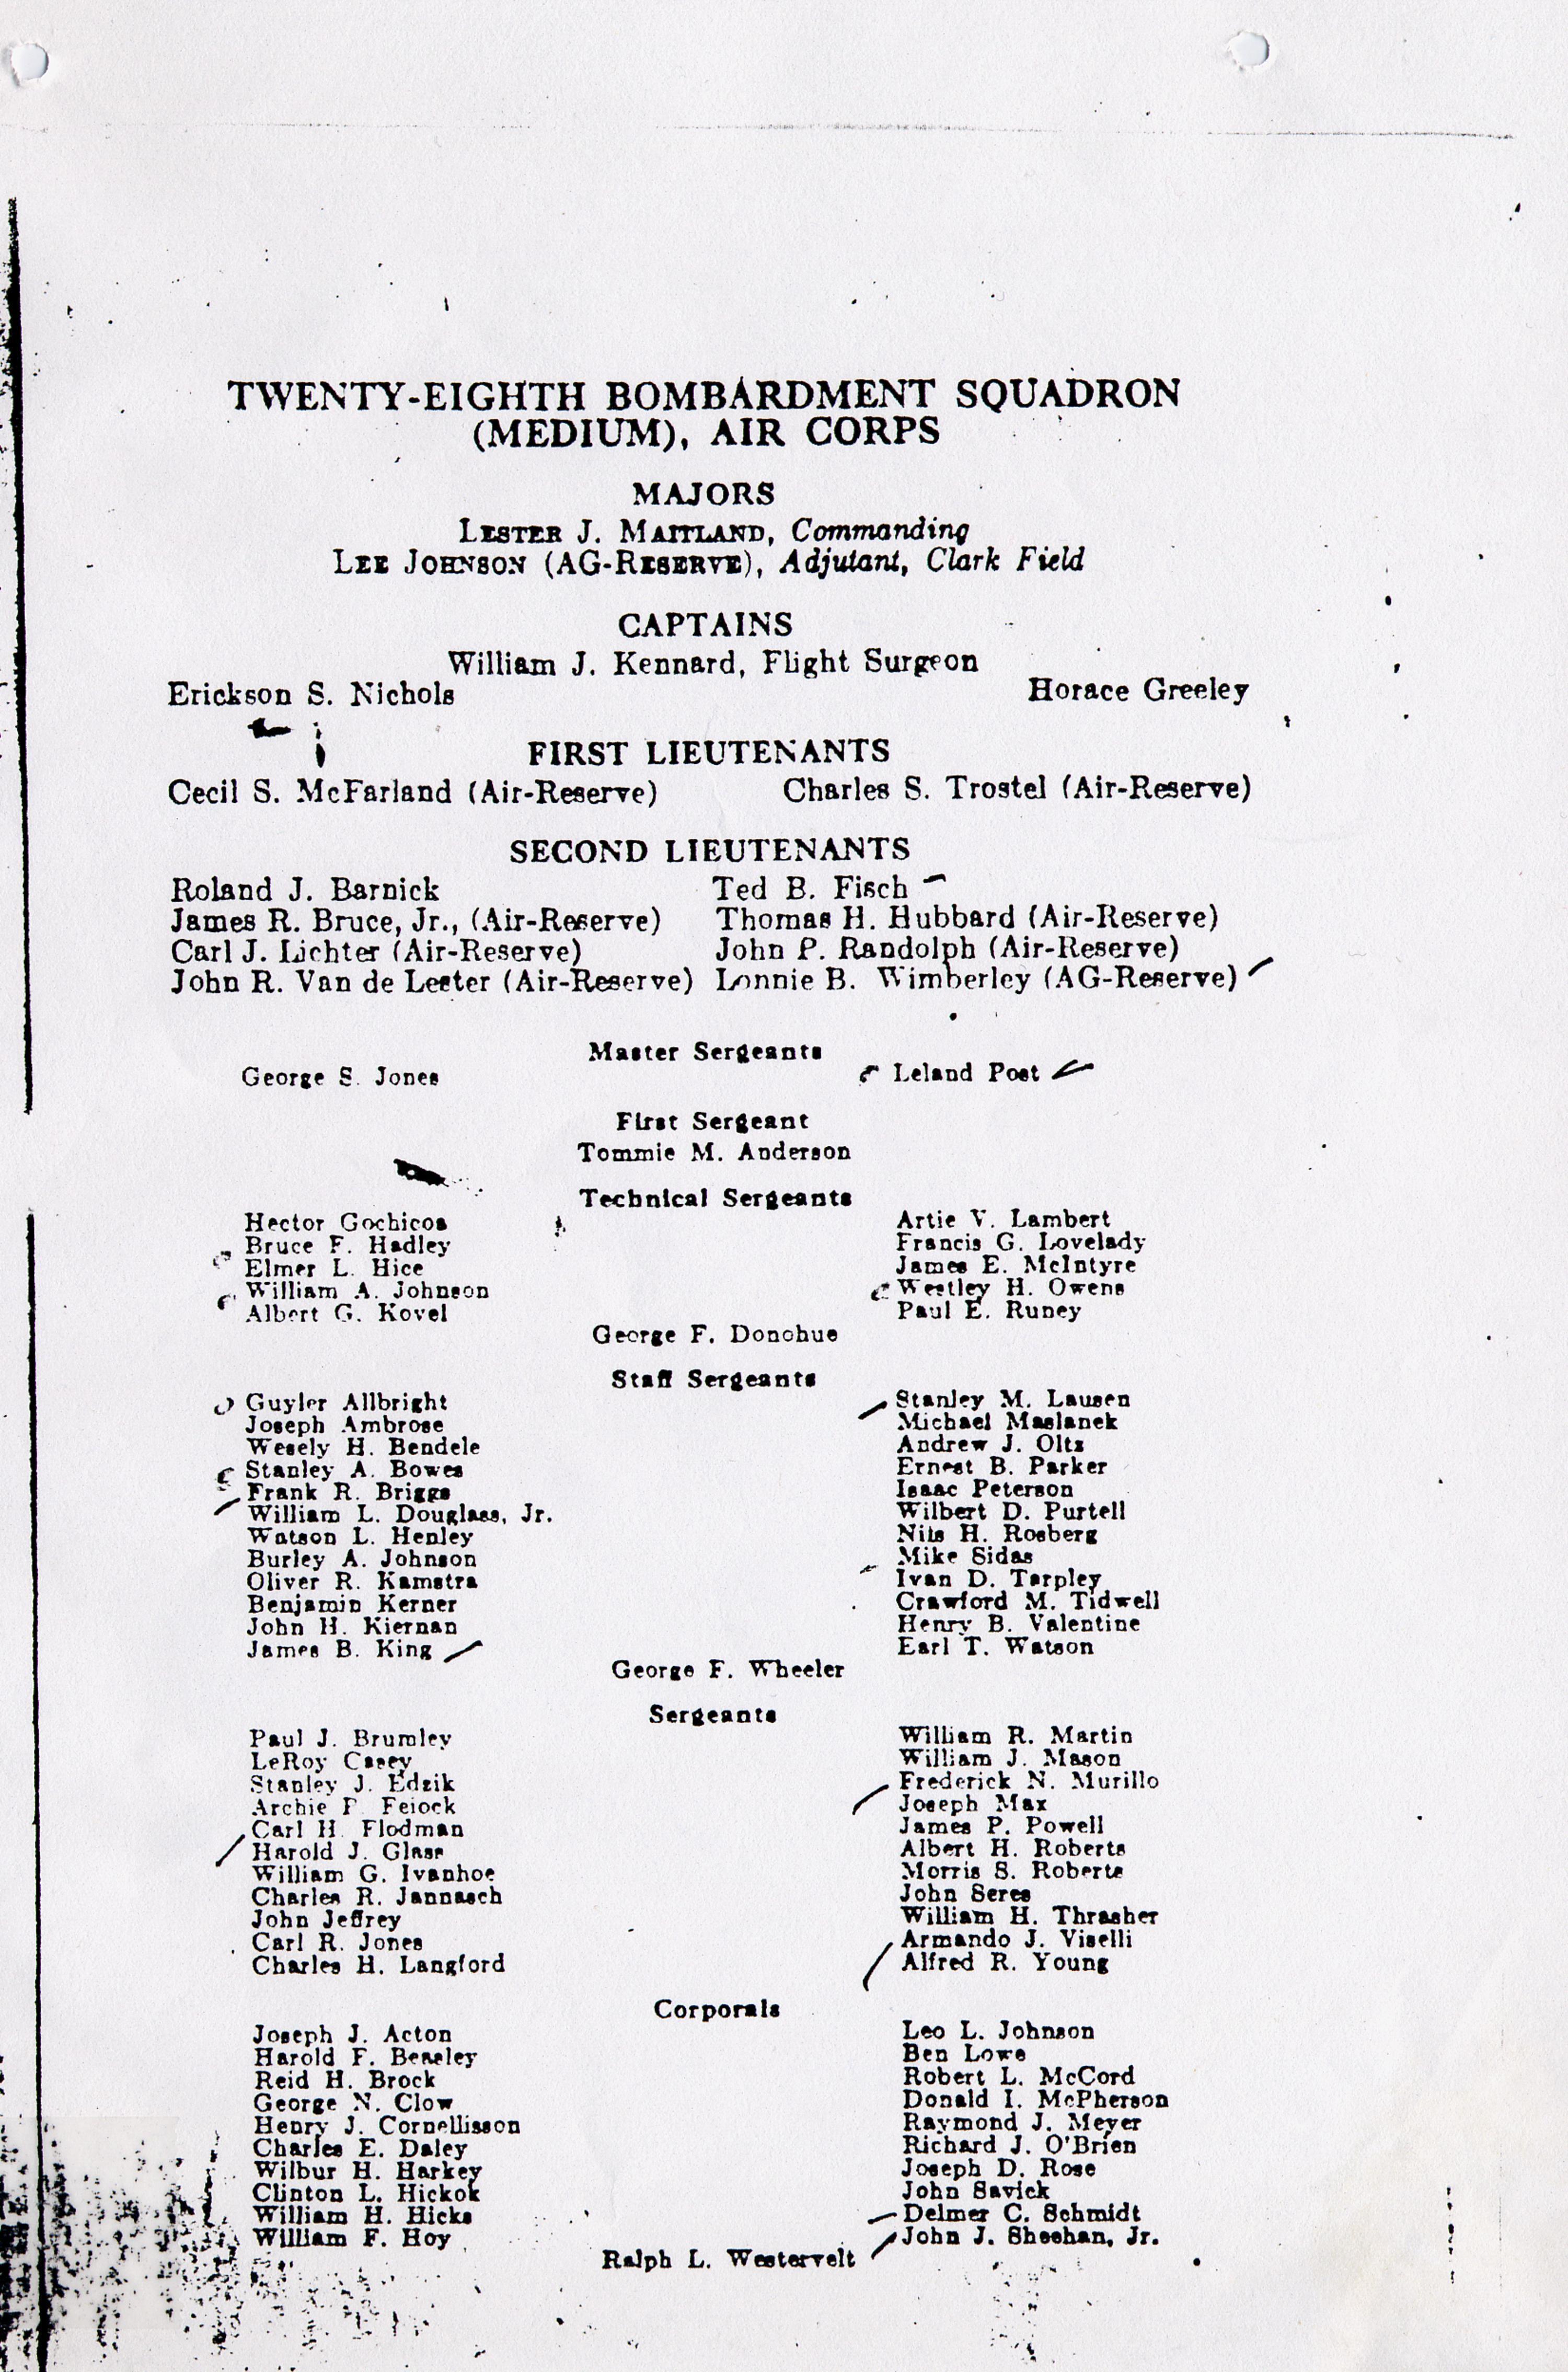 TWENTY-EIGHTH BOMBARDMENT SQUADRON
(MEDIUM), AIR CORPS
MAJORS
LESTER J. MAITLAND, Commanding
LEE JOHNSON (AG-RESERVE), Adjutant, Clark Field
CAPTAINS
William J. Kennard, Flight Surgeon
Erickson S. Nichols Horace Greeley
FIRST LIEUTENANTS
Cecil S. McFarland (Air-Reserve) Charles S. Trostel (Air-Reserve)
SECOND LIEUTENANTS
Roland J. Barnick Ted B. Fisch
James R. Bruce, Jr., (Air-Reserve) Thomas H. Hubbard (Air-Reserve)
Carl J. Lichter (Air-Reserve) John P. Randolph (Air-Reserve)
John R. Van de Lester (Air-Reserve) Lonnie B. Wimberley (AG-Reserve)
Master Sergeants
George S. Jones Leland Post
First Sergeant
Tommie M. Anderson
Technical Sergeants
Hector Gochicoa Artie V. Lambert
Bruce F. Hadley Francis G. Lovelady
Elmer L. Hice James E. McIntyre
William A. Johnson Westley H. Owens
Albert G. Kovel Paul E. Runey
George F. Donohue
Staff Sergeants
Guyler Allbright Stanley M. Lausen
Joseph Ambrose Michael Maslanek
Wesely H. Bendele Andrew J. Olts
Stanley A. Bowes Ernest B. Parker
Frank R. Briggs Isaac Peterson
William L. Douglass, Jr. Wilbert D. Purtell
Watson L. Henley Nils H. Rosberg
Burley A. Johnson Mike Sidas
Oliver R. Kamstra Ivan D. Tarpley
Benjamin Kerner Crawford M. Tidwell
John H. Kiernan Henry B. Valentine
James B. King Earl T. Watson
George F. Wheeler
Sergeants
Paul J. Brumley William R. Martin
LeRoy Casey William J. Mason
Stanley J. Edzik Frederick N. Murillo
Archie F. Feiock Joseph Max
Carl H. Flodman James P. Powell
Harold J. Glass Albert H. Roberts
William G. Ivanhoe Morris S. Roberts
Charles R. Jannasch John Seres
John Jeffrey William H. Thrasher
Carl R. Jones Armando J. Viselli
Charles H. Langford Alfred R. Young
Corporals
Joseph J. Acton Leo L. Johnson
Harold F. Beasley Ben Lowe
Reid H. Brock Robert L. McCord
George N. Clow Donald I. McPherson
Henry J. Cornellisson Raymond J. Meyer
Charles E. Daley Richard J. O'Brien
Wilbur H. Harkey Joseph D. Rose
Clinton L. Hickok John Savick
William H. Hicks Delmer C. Schmidt
William F. Hoy John J. Sheehan, Jr.
Ralph L. Westervelt